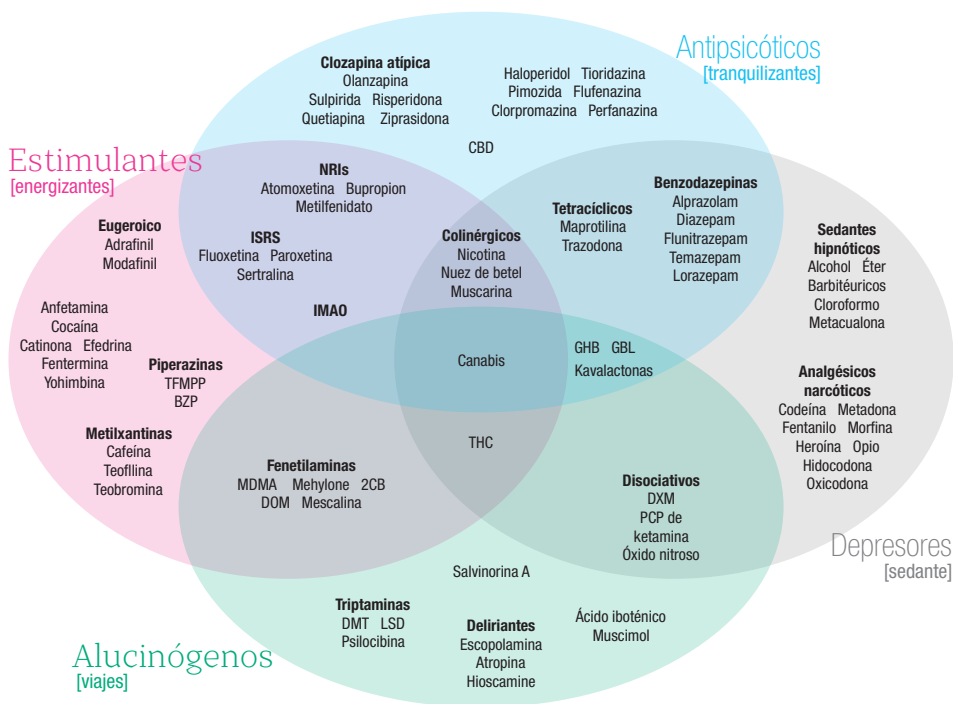 Antipsicóticos
[tranquilizantes]
Clozapina atípica
Olanzapina
Sulpirida Risperidona
Quetiapina Ziprasidona
Haloperidol Tioridazina
Pimozida Flufenazina
Clorpromazina Perfanazina
CBD
Estimulantes
[energizantes]
NRIs
Atomoxetina Bupropion
Metilfenidato
ISRS
Fluoxetina Paroxetina
Sertralina
IMAO
Colinérgicos
Nicotina
Nuez de betel
Muscarina
Tetracíclicos
Maprotilina
Trazodona
Benzodazepinas
Alprazolam
Diazepam
Flunitrazepam
Temazepam
Lorazepam
Eugeroico
Adrafinil
Modafinil
Anfetamina
Cocaína
Catinona Efedrina
Fentermina
Yohimbina
Piperazinas
TFMPP
BZP
Metilxantinas
Cafeína
Teofllina
Teobromina
Sedantes
hipnóticos
Alcohol Éter
Barbitéuricos
Cloroformo
Metacualona
Analgésicos
narcóticos
Codeína Metadona
Fentanilo Morfina
Heroína Opio
Hidocodona
Oxicodona
Canabis
GHB GBL
Kavalactonas
THC
Fenetilaminas
MDMA Mehylone 2CB
DOM Mescalina
Disociativos
DXM
PCP de
ketamina
Óxido nitroso
Depresores
[sedante]
Salvinorina A
Triptaminas
DMT LSD
Psilocibina
Deliriantes
Escopolamina
Atropina
Hioscamine
Ácido iboténico
Muscimol
Alucinógenos
[viajes]